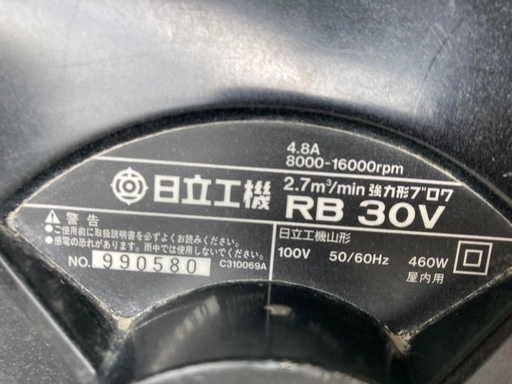 4.8A
8000-16000rpm
日立工機 2.7m³/min 強力形ブロワ
RB 30V
警告
●ご使用前に取扱説明書を必ずよくお読みください。
●感電の恐れがあります。雨中では使用しないでください。
NO. 990580 C310069A
日立工機山形
100V 50/60Hz 460W
屋内用